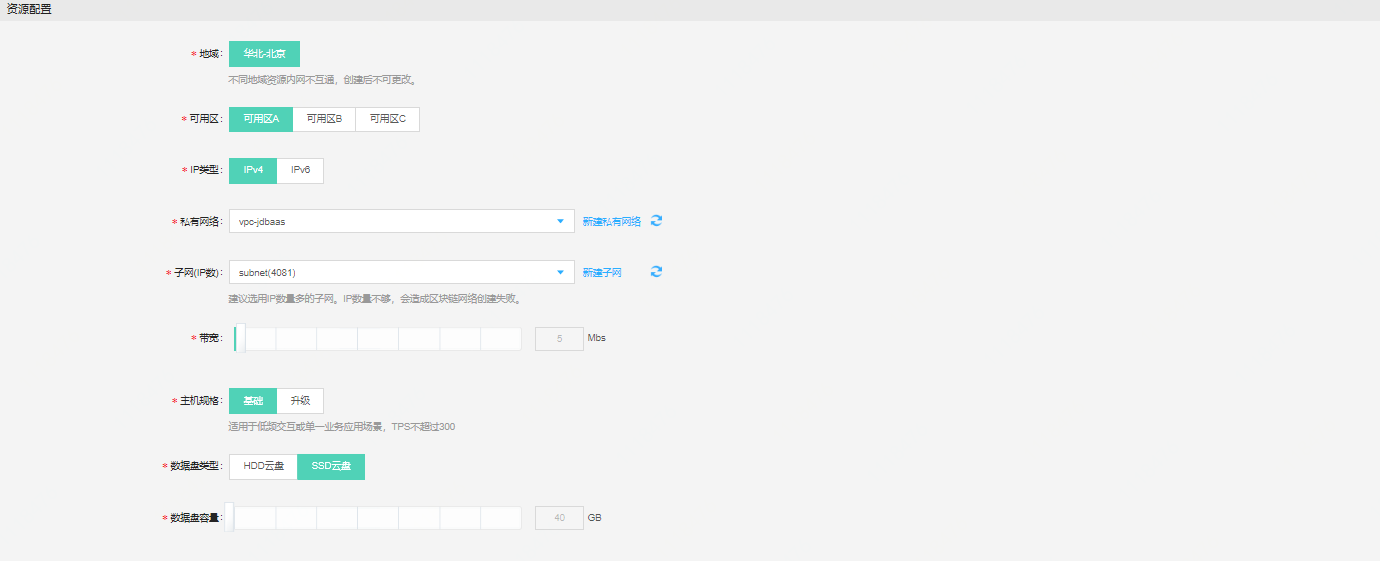 资源配置
* 地域: 华北-北京
不同地域资源内网不互通，创建后不可更改。
* 可用区: 可用区A 可用区B 可用区C
* IP类型: IPv4 IPv6
* 私有网络: vpc-jdbaas 新建私有网络
* 子网(IP数): subnet(4081) 新建子网
建议选用IP数量多的子网。IP数量不够，会造成区块链网络创建失败。
* 带宽: 5 Mbs
* 主机规格: 基础 升级
适用于低频交互或单一业务应用场景，TPS不超过300
* 数据盘类型: HDD云盘 SSD云盘
* 数据盘容量: 40 GB